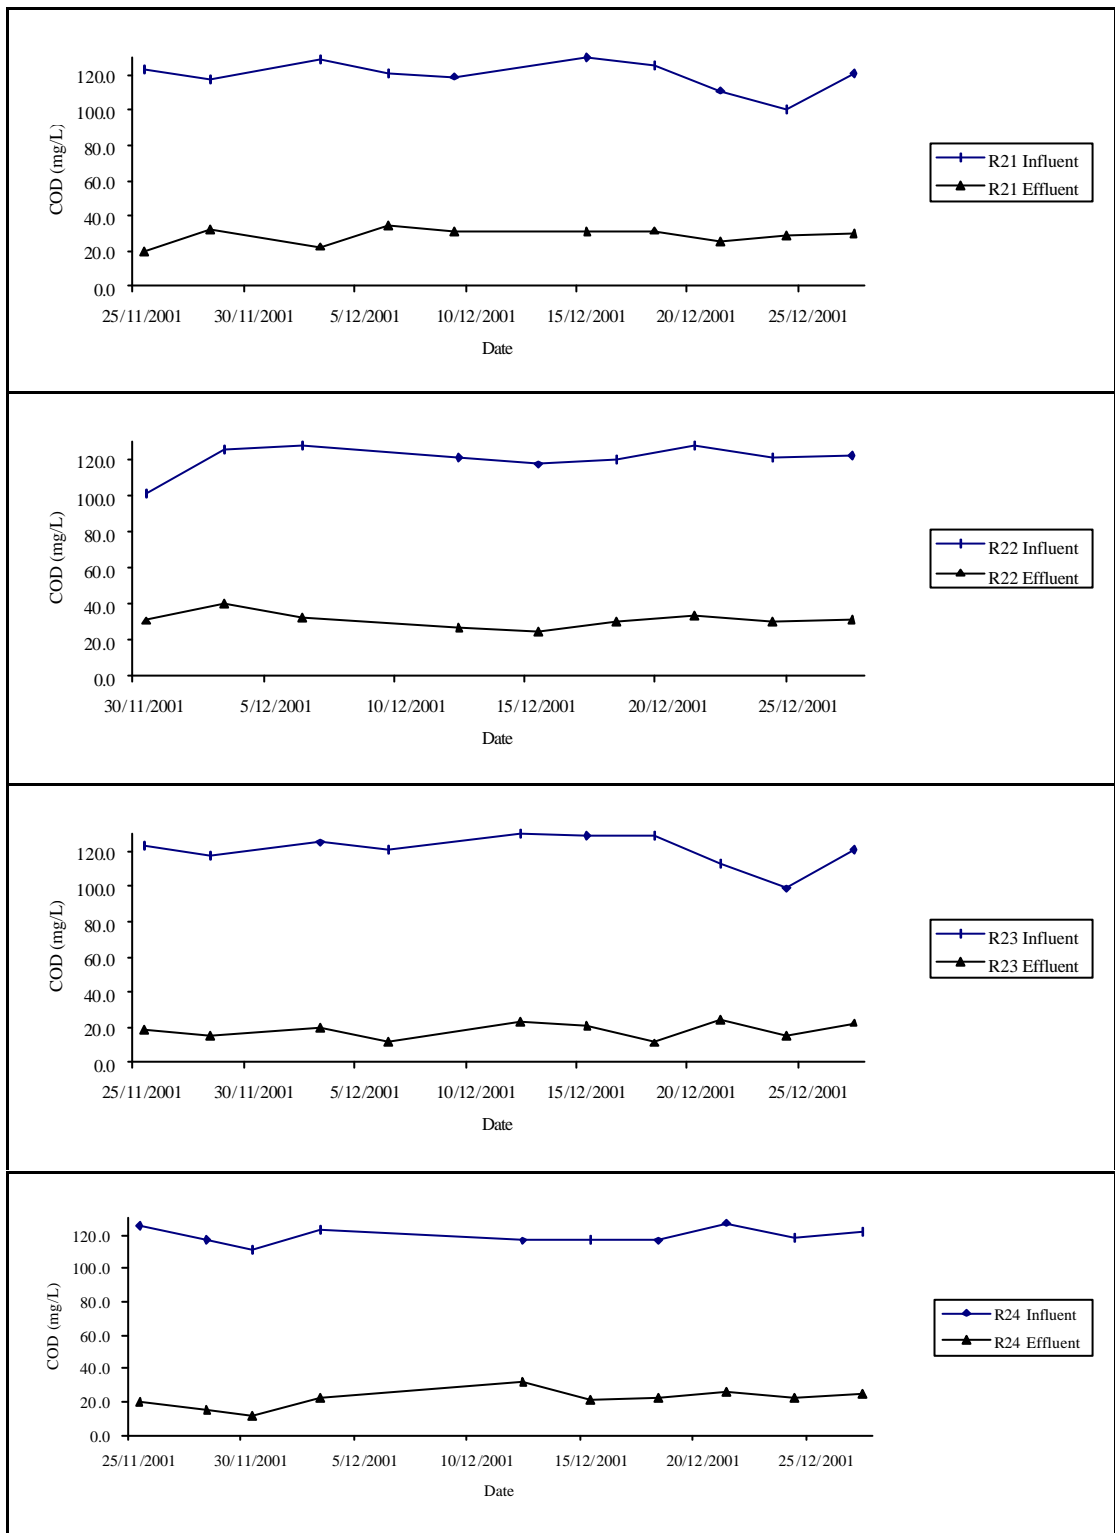 120.0
100.0
80.0
60.0
40.0
20.0
0.0
COD (mg/L)
25/11/2001 30/11/2001 5/12/2001 10/12/2001 15/12/2001 20/12/2001 25/12/2001
Date
R21 Influent
R21 Effluent
120.0
100.0
80.0
60.0
40.0
20.0
0.0
COD (mg/L)
30/11/2001 5/12/2001 10/12/2001 15/12/2001 20/12/2001 25/12/2001
Date
R22 Influent
R22 Effluent
120.0
100.0
80.0
60.0
40.0
20.0
0.0
COD (mg/L)
25/11/2001 30/11/2001 5/12/2001 10/12/2001 15/12/2001 20/12/2001 25/12/2001
Date
R23 Influent
R23 Effluent
120.0
100.0
80.0
60.0
40.0
20.0
0.0
COD (mg/L)
25/11/2001 30/11/2001 5/12/2001 10/12/2001 15/12/2001 20/12/2001 25/12/2001
Date
R24 Influent
R24 Effluent